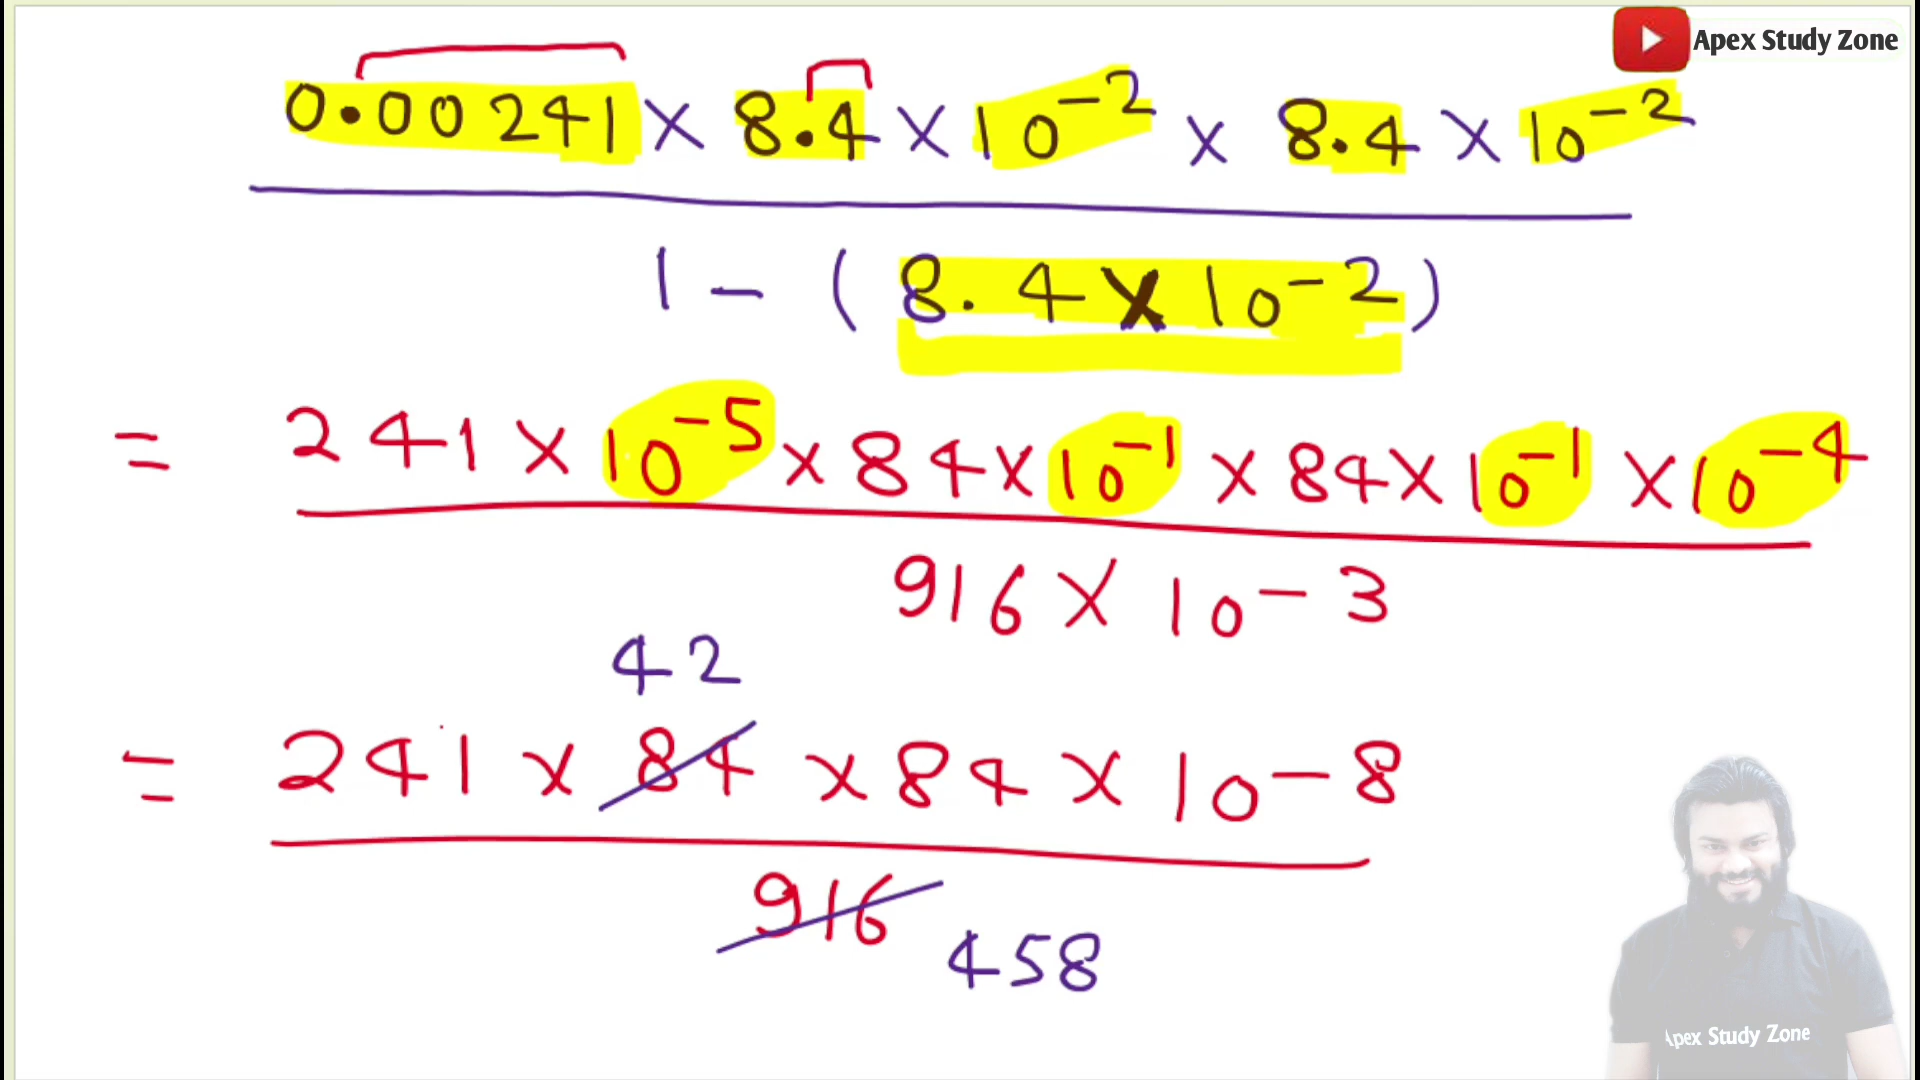 Apex Study Zone
0.00241 × 8.4 × 10⁻² × 8.4 × 10⁻²
1 - (8.4 × 10⁻²)
= 241 × 10⁻⁵ × 84 × 10⁻¹ × 84 × 10⁻¹ × 10⁻⁴
916 × 10⁻³
42
= 241 × 84 × 84 × 10⁻⁸
916 458
Apex Study Zone